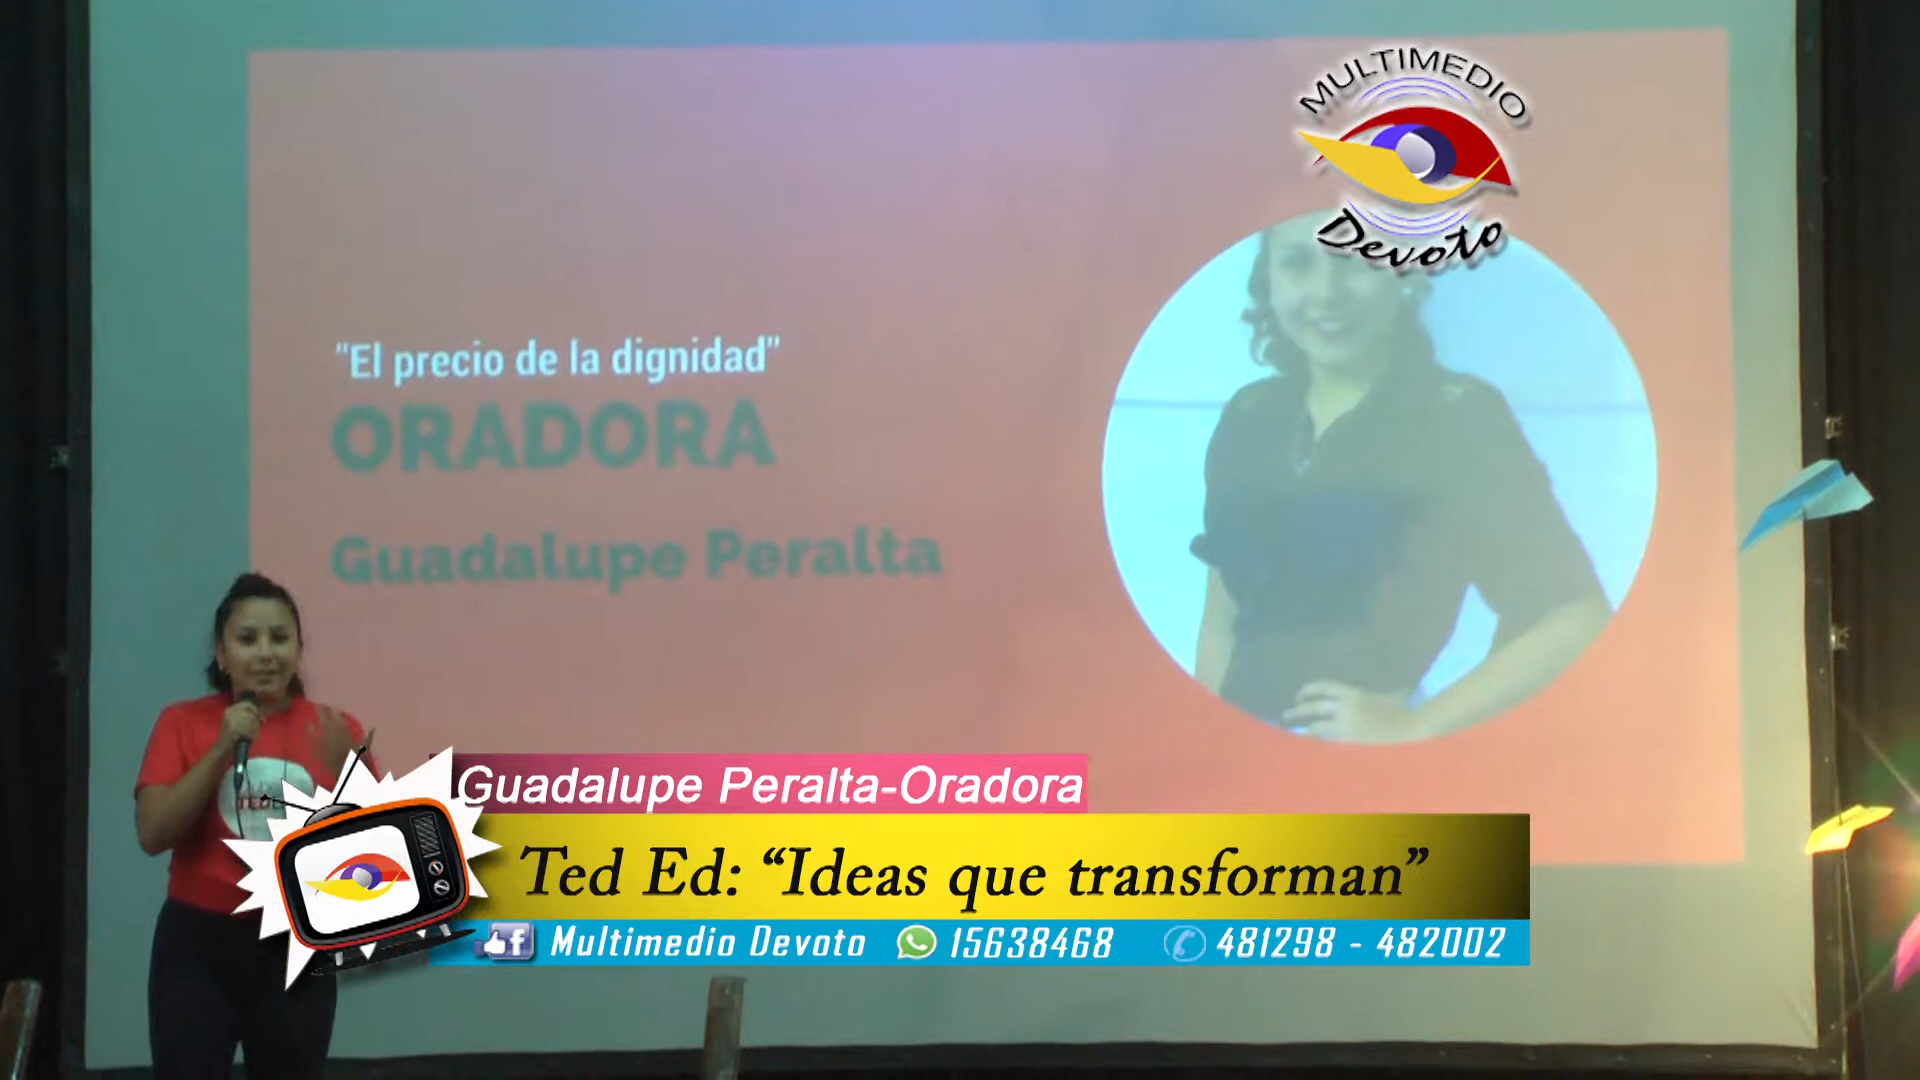 MULTIMEDIO
Devoto
"El precio de la dignidad"
ORADORA
Guadalupe Peralta
Guadalupe Peralta-Oradora
Ted Ed: “Ideas que transforman”
Multimedio Devoto 15638468 481298 - 482002